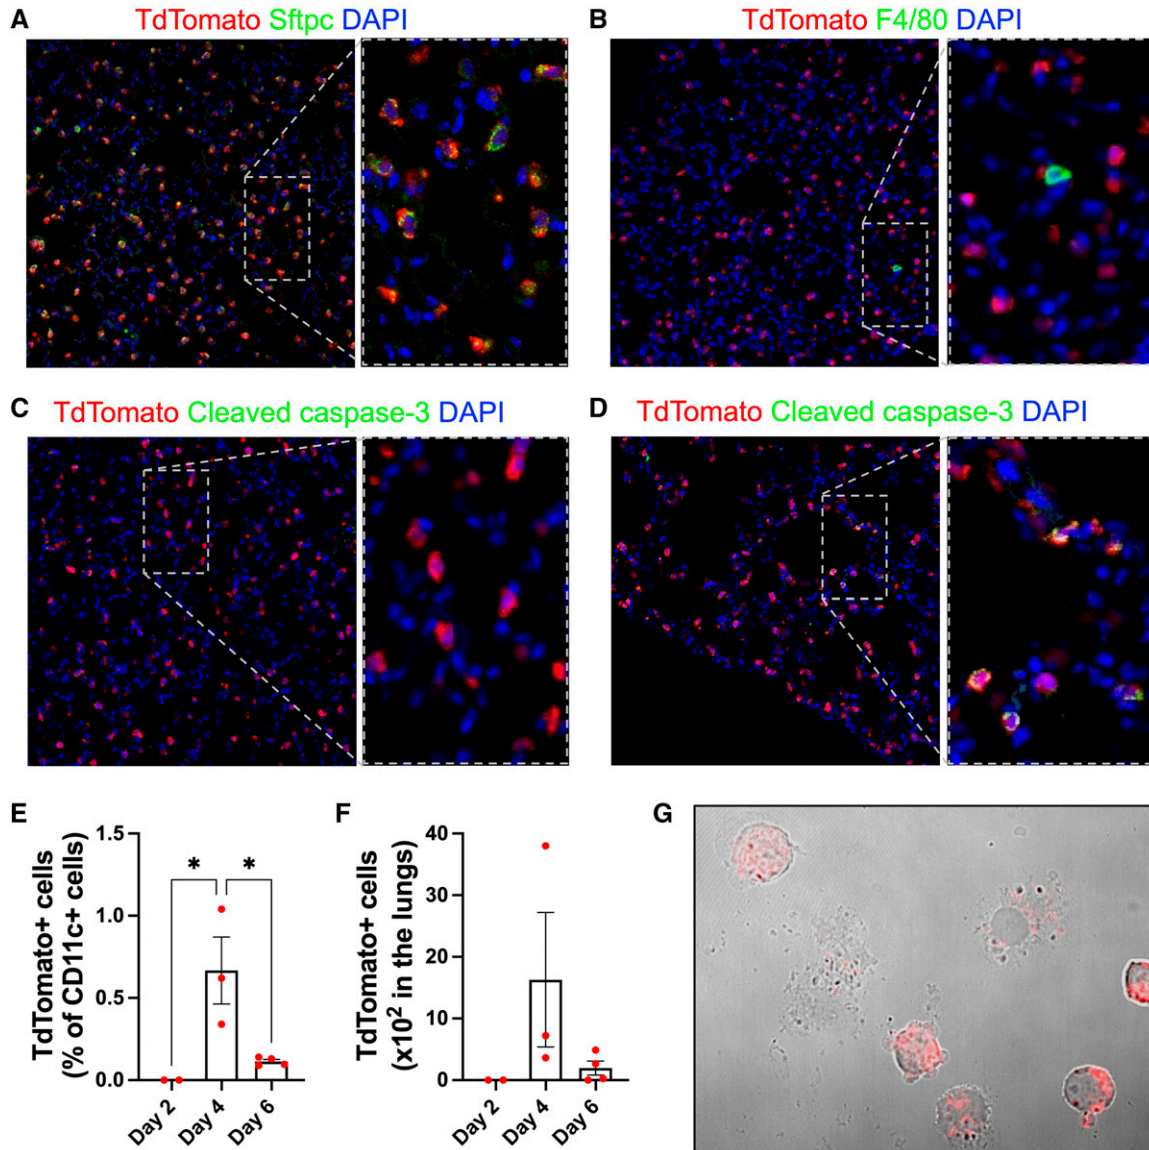 A
TdTomato Sftpc DAPI
B
TdTomato F4/80 DAPI
C
TdTomato Cleaved caspase-3 DAPI
D
TdTomato Cleaved caspase-3 DAPI
E
TdTomato+ cells
(% of CD11c+ cells)
1.5
1.0
0.5
0.0
*
*
Day 2
Day 4
Day 6
F
TdTomato+ cells
(x10² in the lungs)
40
30
20
10
0
Day 2
Day 4
Day 6
G